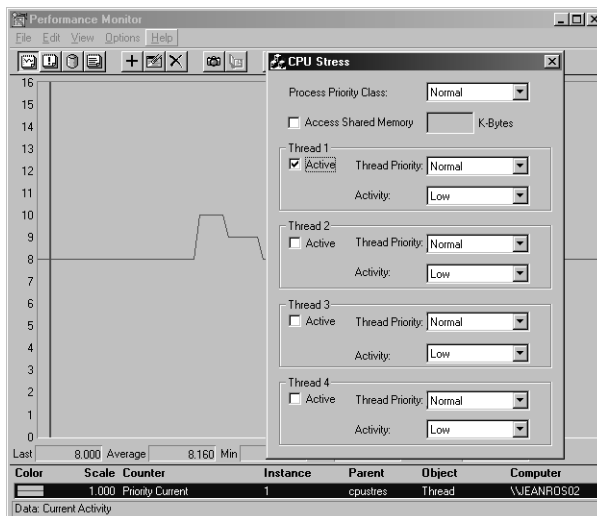 Performance Monitor
File Edit View Options Help
CPU Stress
Process Priority Class: Normal
Access Shared Memory K-Bytes
Thread 1
Active Thread Priority: Normal
Activity: Low
Thread 2
Active Thread Priority: Normal
Activity: Low
Thread 3
Active Thread Priority: Normal
Activity: Low
Thread 4
Active Thread Priority: Normal
Activity: Low
16
15
14
13
12
11
10
9
8
7
6
5
4
3
2
1
0
Last 8.000 Average 8.160 Min
Color Scale Counter Instance Parent Object Computer
1.000 Priority Current 1 cpustres Thread \\JEANROS02
Data: Current Activity